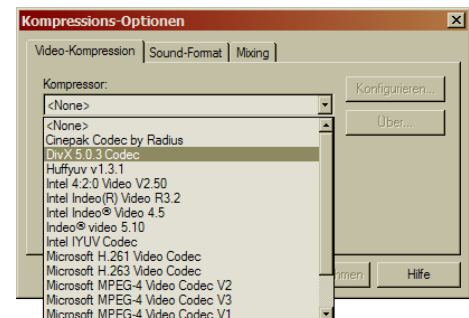 Kompressions-Optionen
Video-Kompression Sound-Format Mixing
Kompressor:
<None>
Konfigurieren...
Über...
<None>
Cinepak Codec by Radius
DivX 5.0.3 Codec
Huffyuv v1.3.1
Intel 4:2:0 Video V2.50
Intel Indeo(R) Video R3.2
Intel Indeo® Video 4.5
Indeo® video 5.10
Intel IYUV Codec
Microsoft H.261 Video Codec
Microsoft H.263 Video Codec
Microsoft MPEG-4 Video Codec V2
Microsoft MPEG-4 Video Codec V3
Microsoft MPEG-4 Video Codec V1
Hilfe